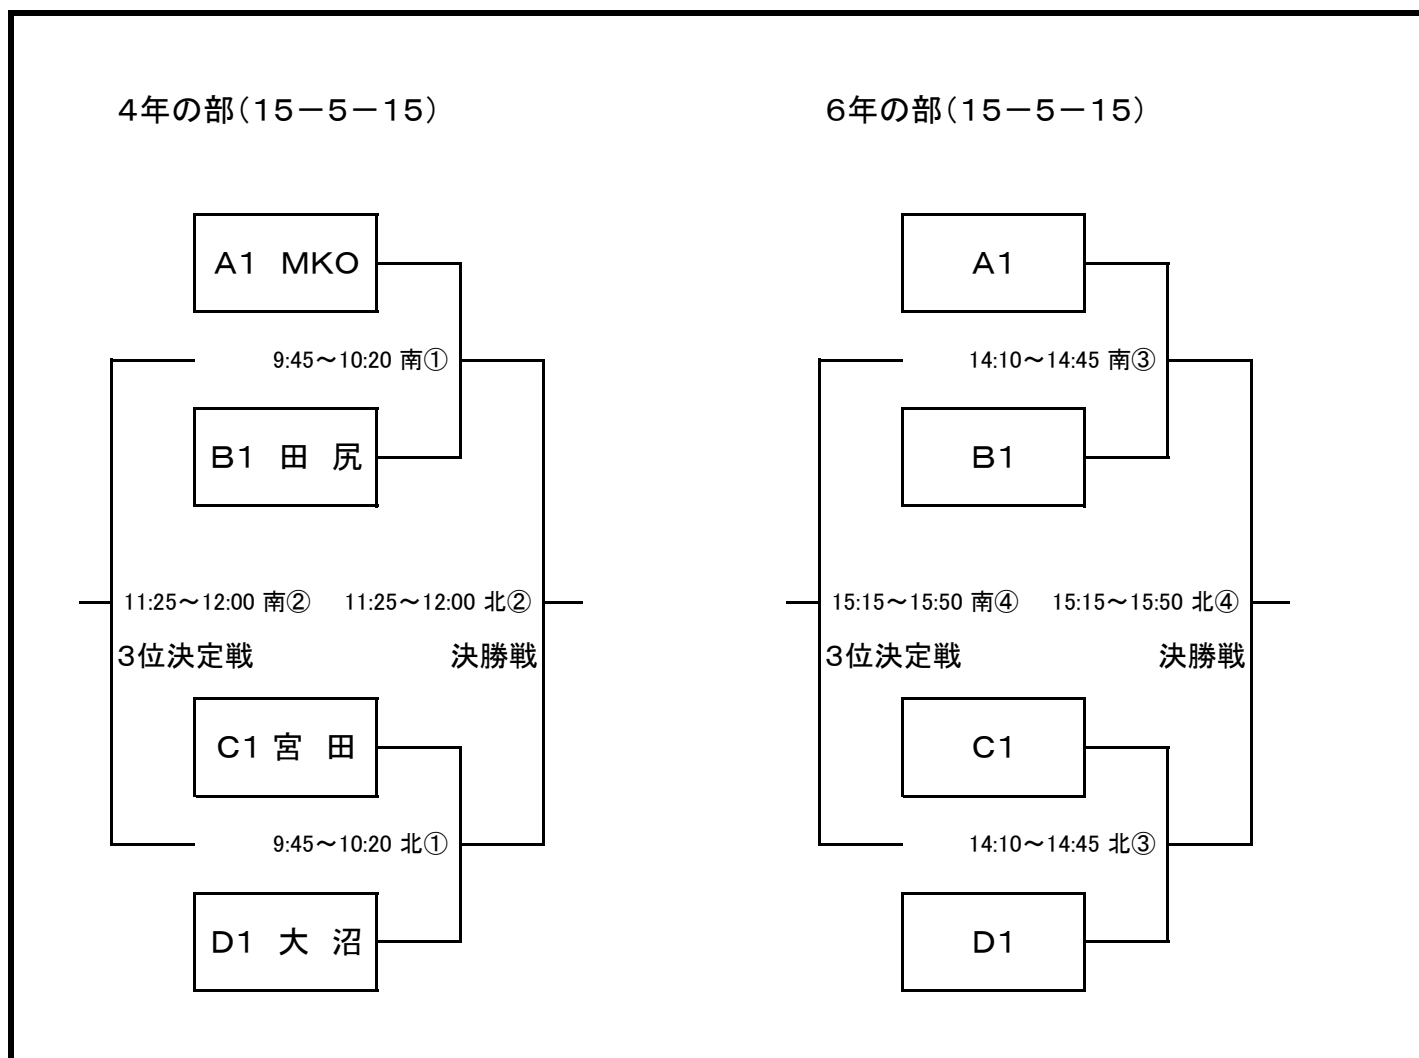 4年の部(15－5－15)
A1　MKO
9:45～10:20 南①
B1　田　尻
11:25～12:00 南②
11:25～12:00 北②
3位決定戦
決勝戦
C1 宮　田
9:45～10:20 北①
D1　大　沼
6年の部(15－5－15)
A1
14:10～14:45 南③
B1
15:15～15:50 南④
15:15～15:50 北④
3位決定戦
決勝戦
C1
14:10～14:45 北③
D1